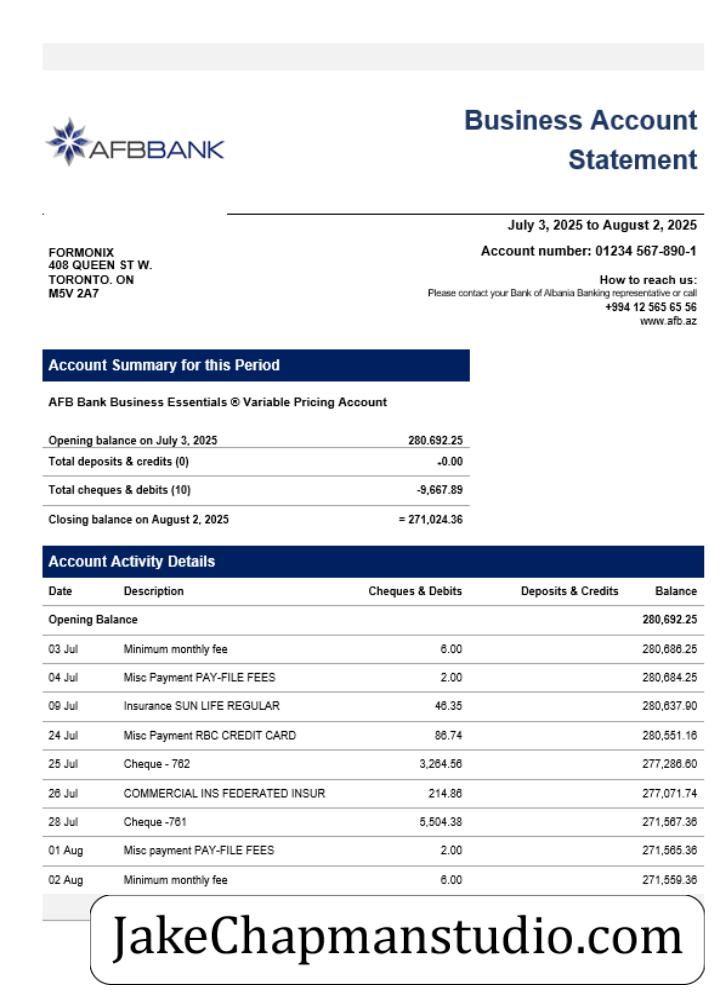 AFBBANK
Business Account
Statement
July 3, 2025 to August 2, 2025
Account number: 01234 567-890-1
FORMONIX
408 QUEEN ST W.
TORONTO. ON
M5V 2A7
How to reach us:
Please contact your Bank of Albania Banking representative or call
+994 12 565 65 56
www.afb.az
Account Summary for this Period
AFB Bank Business Essentials ® Variable Pricing Account
Opening balance on July 3, 2025 280.692.25
Total deposits & credits (0) -0.00
Total cheques & debits (10) -9,667.89
Closing balance on August 2, 2025 = 271,024.36
Account Activity Details
Date Description Cheques & Debits Deposits & Credits Balance
Opening Balance 280,692.25
03 Jul Minimum monthly fee 6.00 280,686.25
04 Jul Misc Payment PAY-FILE FEES 2.00 280,684.25
09 Jul Insurance SUN LIFE REGULAR 46.35 280,637.90
24 Jul Misc Payment RBC CREDIT CARD 86.74 280,551.16
25 Jul Cheque - 762 3,264.56 277,286.60
26 Jul COMMERCIAL INS FEDERATED INSUR 214.86 277,071.74
28 Jul Cheque -761 5,504.38 271,567.36
01 Aug Misc payment PAY-FILE FEES 2.00 271,565.36
02 Aug Minimum monthly fee 6.00 271,559.36
JakeChapmanstudio.com